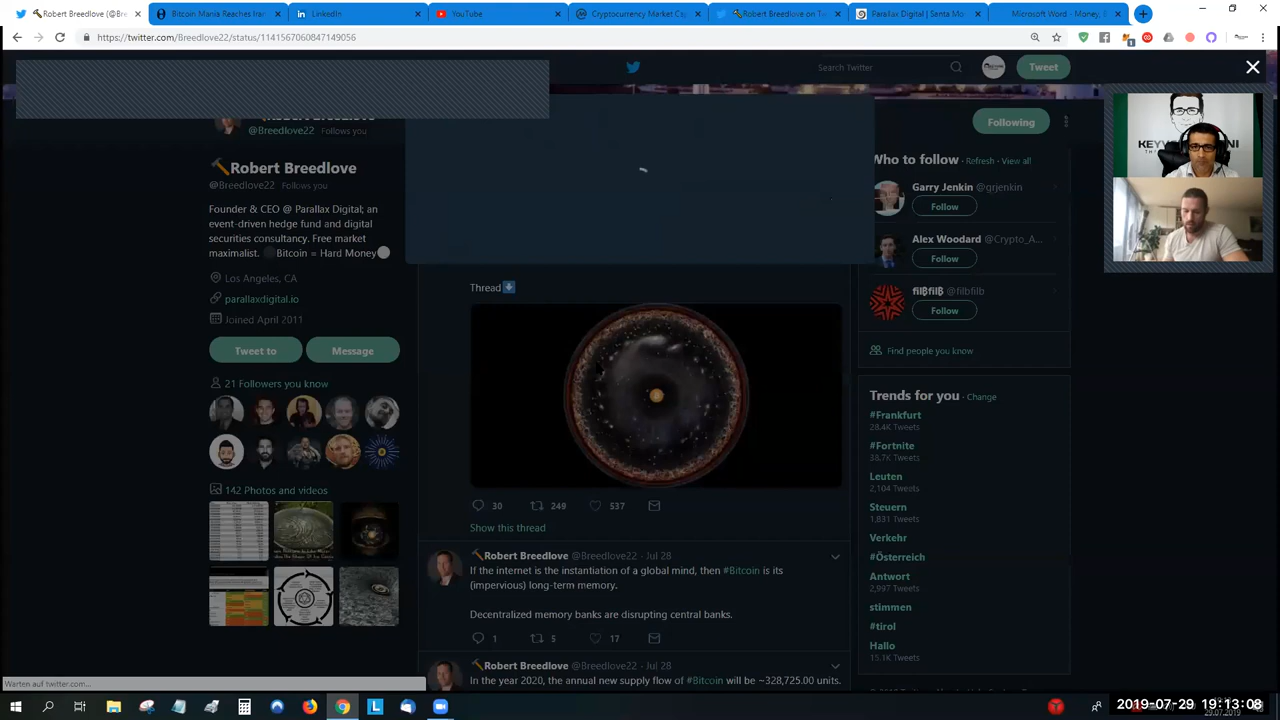 Robert Breedlove (@Bre
Bitcoin Mania Reaches Iran
LinkedIn
YouTube
Cryptocurrency Market Cap
Robert Breedlove on Tw
Parallax Digital | Santa Mo
Microsoft Word - Money, B
https://twitter.com/Breedlove22/status/1141567060847149056
Search Twitter
Tweet
@Breedlove22 Follows you
Following
Robert Breedlove
@Breedlove22 Follows you
Founder & CEO @ Parallax Digital; an
event-driven hedge fund and digital
securities consultancy. Free market
maximalist. Bitcoin = Hard Money
Los Angeles, CA
parallaxdigital.io
Joined April 2011
Tweet to
Message
21 Followers you know
142 Photos and videos
Thread
30
249
537
Show this thread
Robert Breedlove @Breedlove22 · Jul 28
If the internet is the instantiation of a global mind, then #Bitcoin is its
(impervious) long-term memory.
Decentralized memory banks are disrupting central banks.
1
5
17
Robert Breedlove @Breedlove22 · Jul 28
In the year 2020, the annual new supply flow of #Bitcoin will be ~328,725.00 units.
Who to follow · Refresh · View all
Garry Jenkin @grjenkin
Follow
Alex Woodard @Crypto_A...
Follow
filβfilβ @filbfilb
Follow
Find people you know
Trends for you · Change
#Frankfurt
28.4K Tweets
#Fortnite
38.7K Tweets
Leuten
2,104 Tweets
Steuern
1,831 Tweets
Verkehr
#Österreich
Antwort
2,997 Tweets
stimmen
#tirol
Hallo
15.1K Tweets
Warten auf twitter.com...
2019-07-29 19:13:08